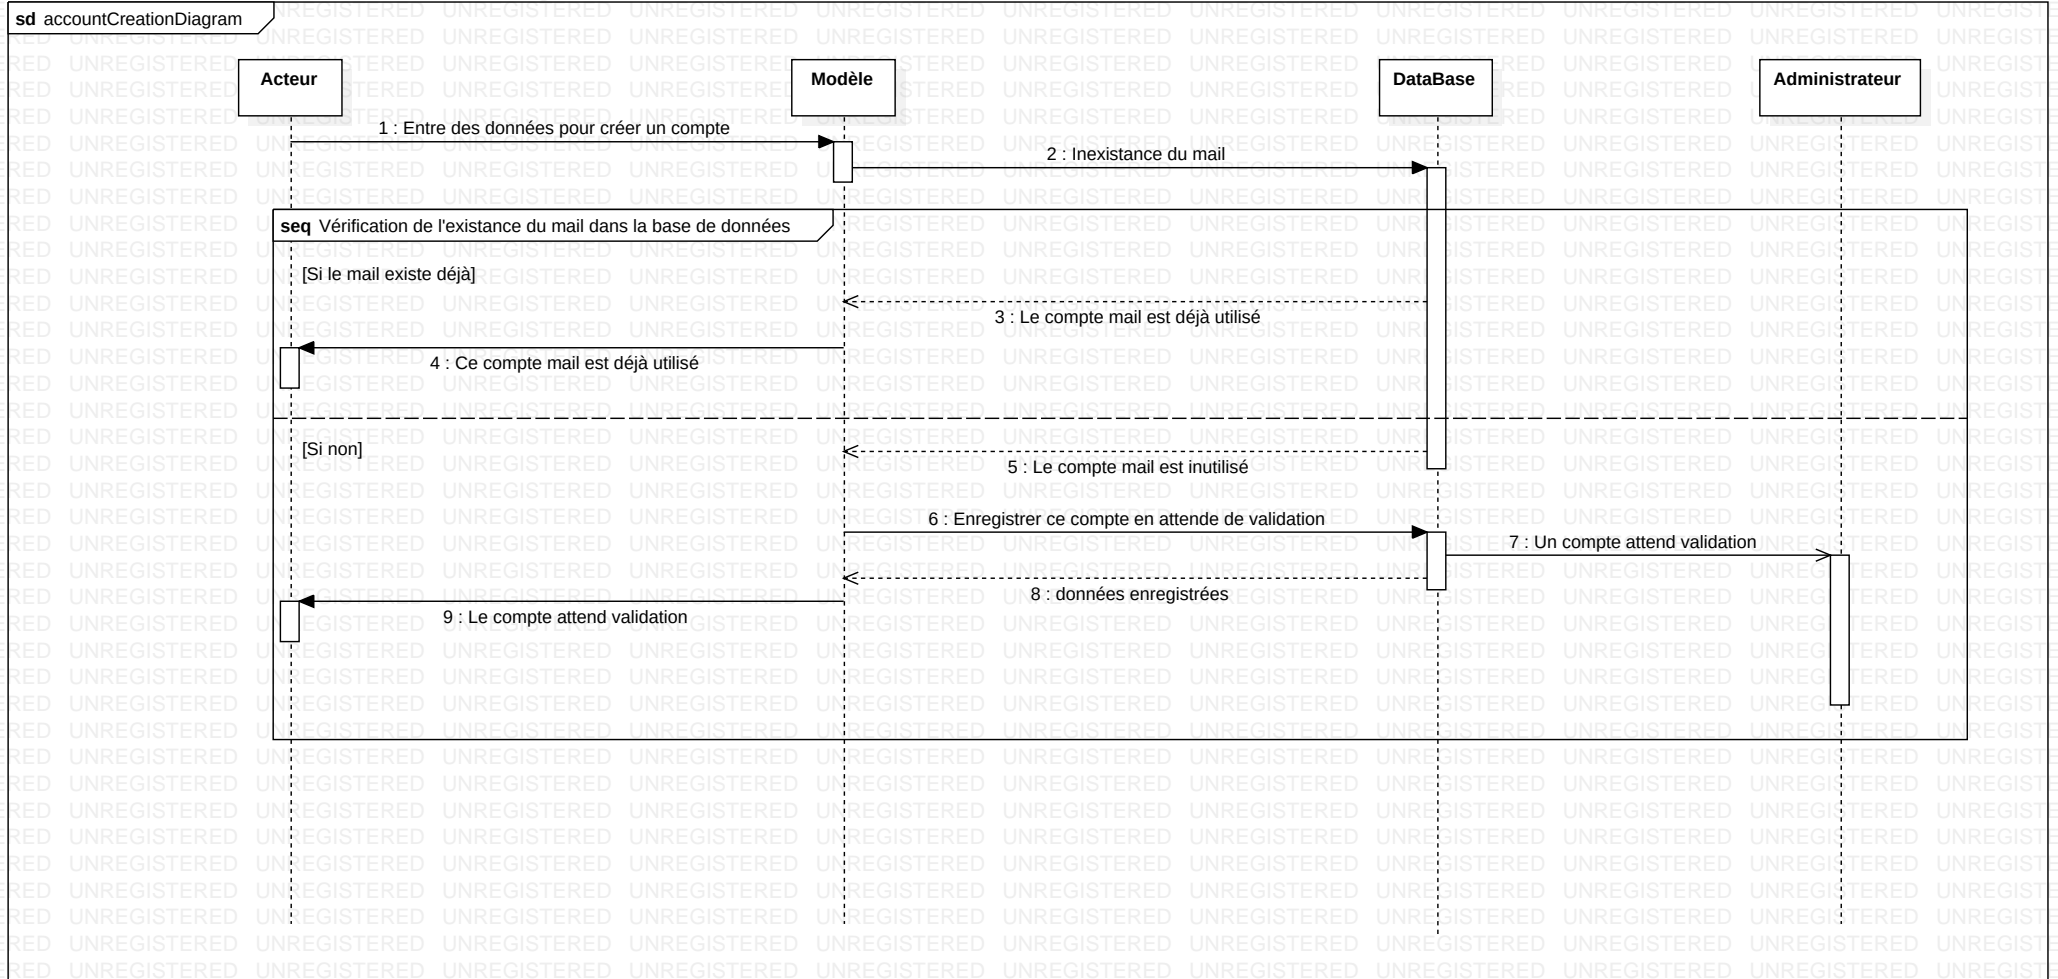 sd accountCreationDiagram
Acteur
Modèle
DataBase
Administrateur
1 : Entre des données pour créer un compte
2 : Inexistance du mail
seq Vérification de l'existance du mail dans la base de données
[Si le mail existe déjà]
3 : Le compte mail est déjà utilisé
4 : Ce compte mail est déjà utilisé
[Si non]
5 : Le compte mail est inutilisé
6 : Enregistrer ce compte en attende de validation
7 : Un compte attend validation
8 : données enregistrées
9 : Le compte attend validation
UNREGISTERED